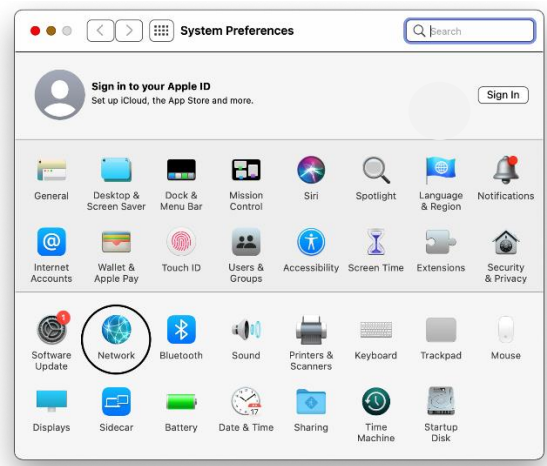 System Preferences
Search
Sign in to your Apple ID
Set up iCloud, the App Store and more.
Sign In
General
Desktop &
Screen Saver
Dock &
Menu Bar
Mission
Control
Siri
Spotlight
Language
& Region
Notifications
Internet
Accounts
Wallet &
Apple Pay
Touch ID
Users &
Groups
Accessibility
Screen Time
Extensions
Security
& Privacy
1
Software
Update
Network
Bluetooth
Sound
Printers &
Scanners
Keyboard
Trackpad
Mouse
Displays
Sidecar
Battery
17
Date & Time
Sharing
Time
Machine
Startup
Disk